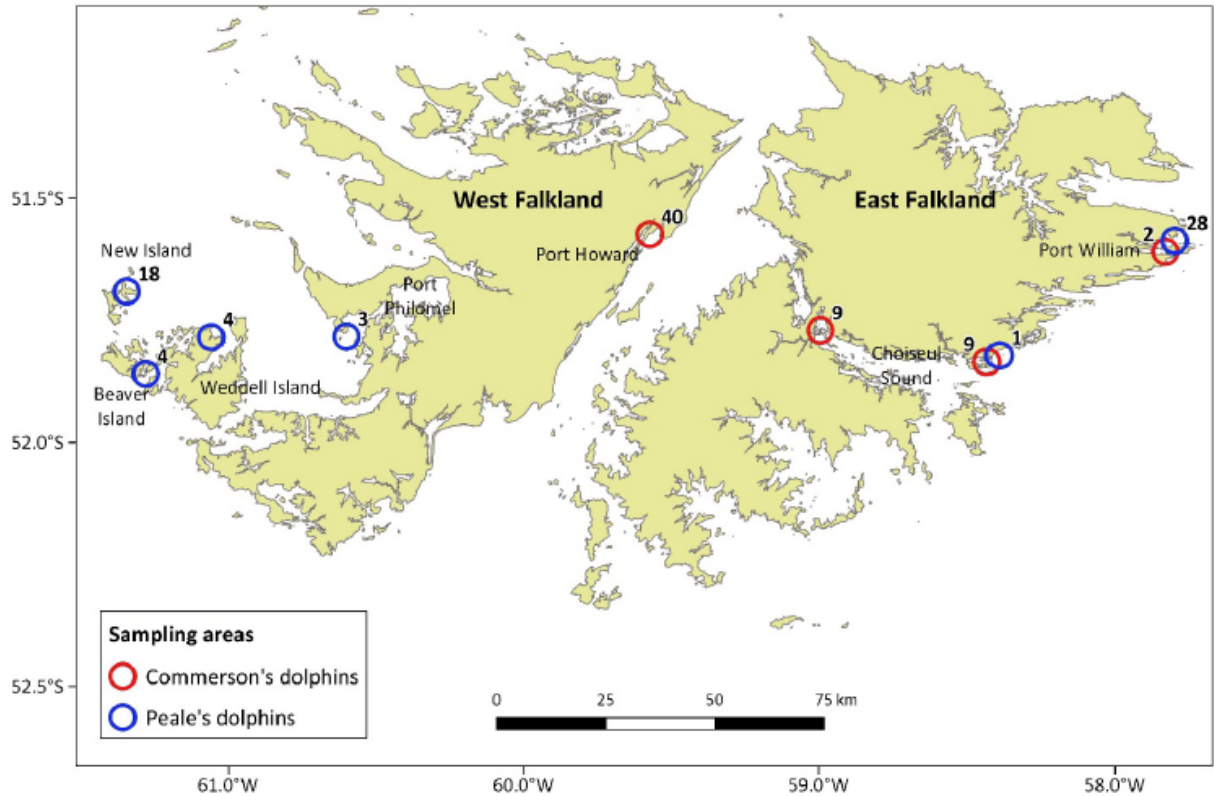 51.5°S
52.0°S
52.5°S
61.0°W
60.0°W
59.0°W
58.0°W
West Falkland
East Falkland
New Island
18
4
4
Beaver
Island
Weddell Island
3
Port
Philomel
40
Port Howard
9
Choiseul
Sound
9
1
2
28
Port William
Sampling areas
Commerson's dolphins
Peale's dolphins
0
25
50
75 km